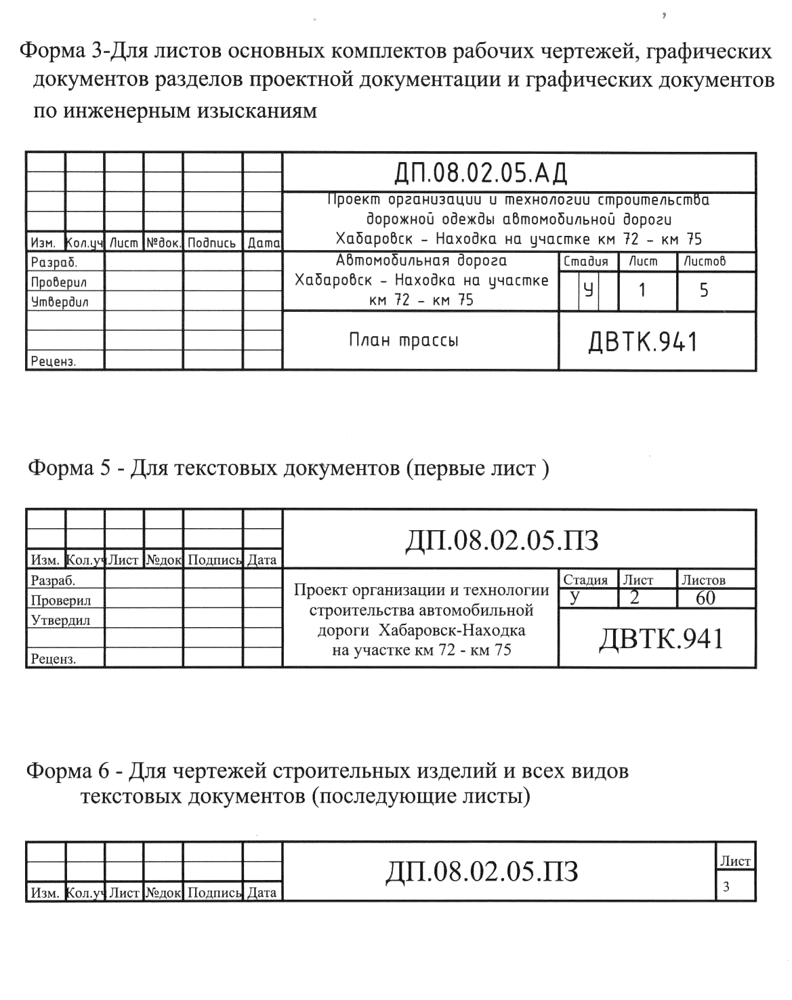 Форма 3-Для листов основных комплектов рабочих чертежей, графических
документов разделов проектной документации и графических документов
по инженерным изысканиям
ДП.08.02.05.АД
Проект организации и технологии строительства
дорожной одежды автомобильной дороги
Хабаровск - Находка на участке км 72 - км 75
Изм. Кол.уч Лист №док. Подпись Дата
Разраб.
Проверил
Утвердил
Реценз.
Автомобильная дорога
Хабаровск - Находка на участке
км 72 - км 75
Стадия Лист Листов
У 1 5
План трассы
ДВТК.941
Форма 5 - Для текстовых документов (первые лист )
ДП.08.02.05.ПЗ
Изм. Кол.уч Лист №док Подпись Дата
Разраб.
Проверил
Утвердил
Реценз.
Проект организации и технологии
строительства автомобильной
дороги Хабаровск-Находка
на участке км 72 - км 75
Стадия Лист Листов
У 2 60
ДВТК.941
Форма 6 - Для чертежей строительных изделий и всех видов
текстовых документов (последующие листы)
ДП.08.02.05.ПЗ
Лист
3
Изм. Кол.уч Лист №док Подпись Дата